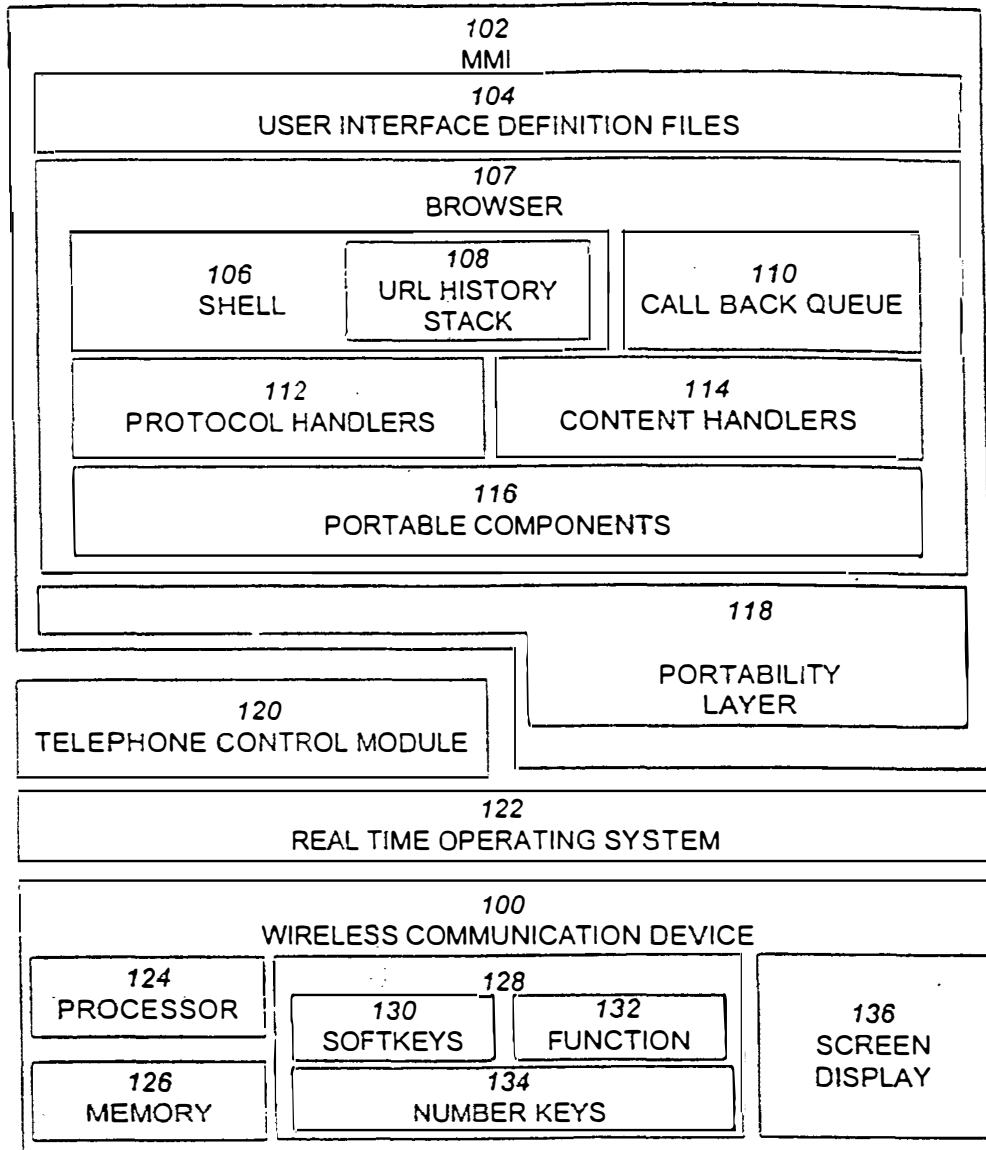 102
MMI
104
USER INTERFACE DEFINITION FILES
107
BROWSER
106
SHELL
108
URL HISTORY
STACK
110
CALL BACK QUEUE
112
PROTOCOL HANDLERS
114
CONTENT HANDLERS
116
PORTABLE COMPONENTS
118
PORTABILITY
LAYER
120
TELEPHONE CONTROL MODULE
122
REAL TIME OPERATING SYSTEM
100
WIRELESS COMMUNICATION DEVICE
124
PROCESSOR
126
MEMORY
128
130
SOFTKEYS
132
FUNCTION
134
NUMBER KEYS
136
SCREEN
DISPLAY